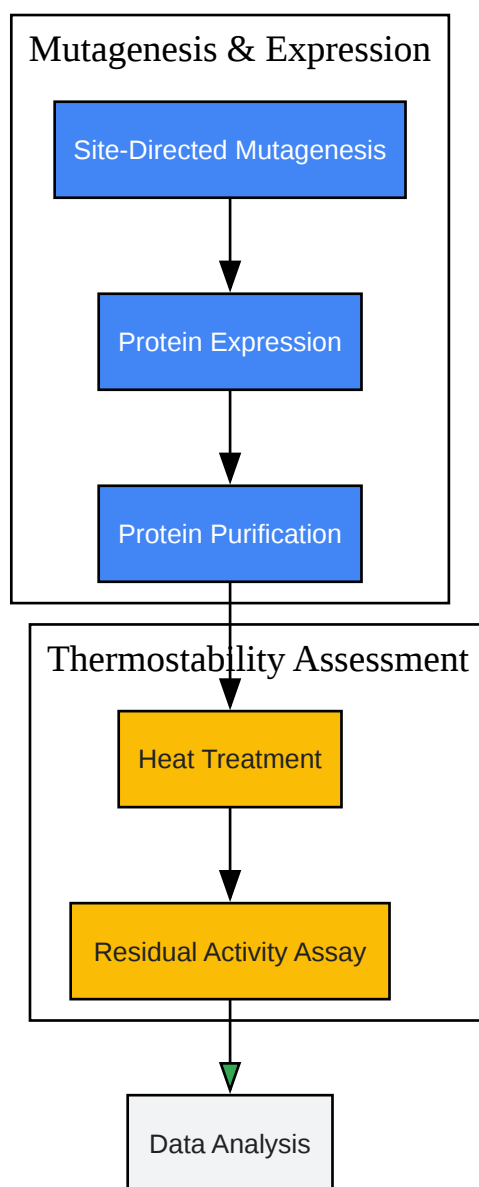 Mutagenesis & Expression
Site-Directed Mutagenesis
Protein Expression
Protein Purification
Thermostability Assessment
Heat Treatment
Residual Activity Assay
Data Analysis